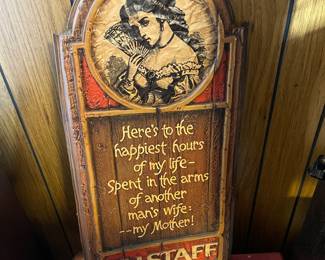 Here's to the
happiest hours
of my life-
Spent in the arms
of another
man's wife:
--my Mother!
STAFF